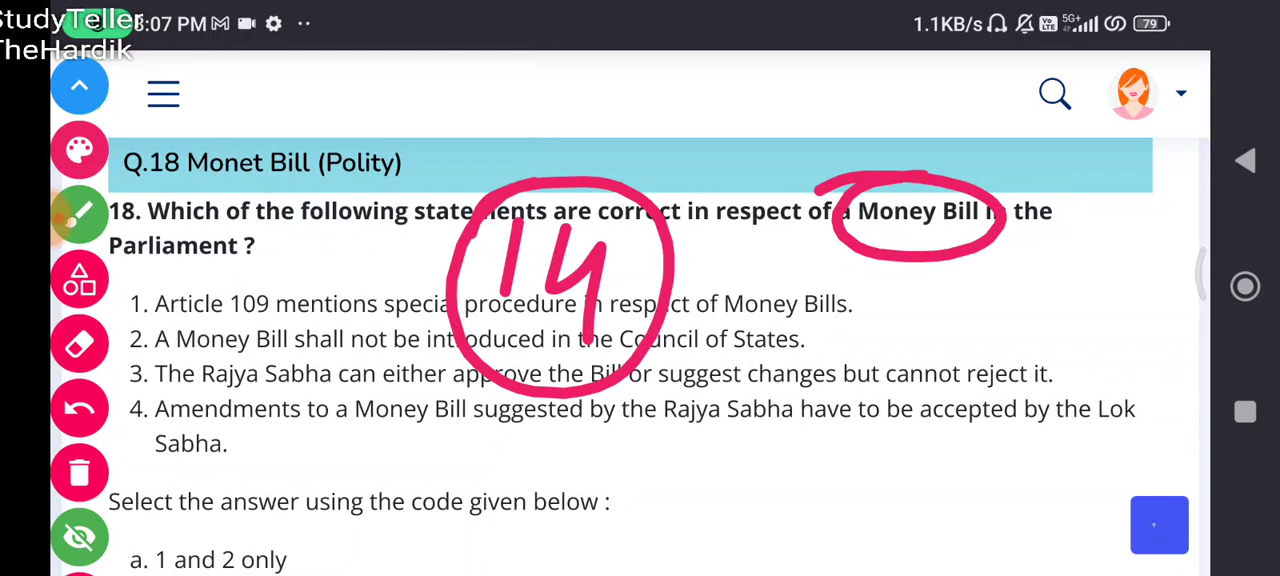 StudyTeller
TheHardik
8:07 PM
1.1KB/s
Vo LTE
5G+
79
Q.18 Monet Bill (Polity)
18. Which of the following statements are correct in respect of a Money Bill in the
Parliament ?
14
1. Article 109 mentions special procedure in respect of Money Bills.
2. A Money Bill shall not be introduced in the Council of States.
3. The Rajya Sabha can either approve the Bill or suggest changes but cannot reject it.
4. Amendments to a Money Bill suggested by the Rajya Sabha have to be accepted by the Lok
Sabha.
Select the answer using the code given below :
a. 1 and 2 only